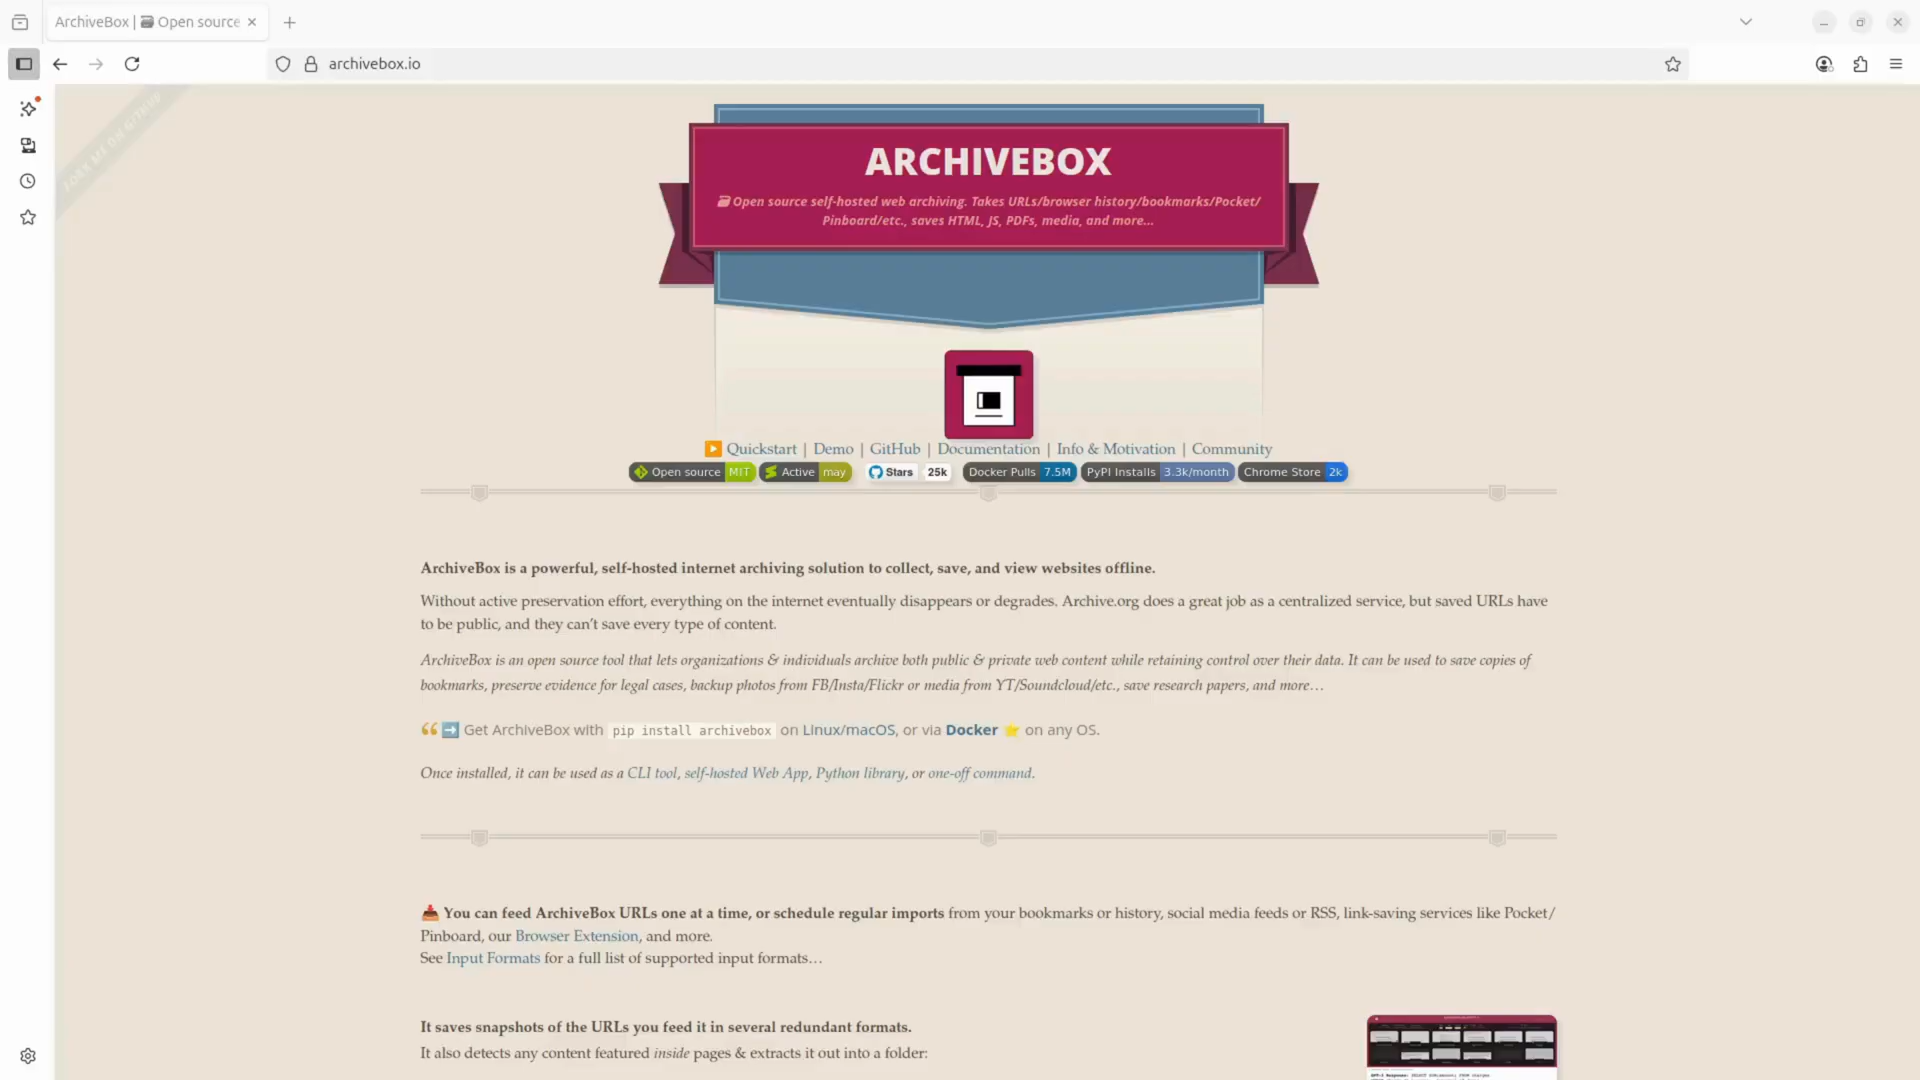 ArchiveBox | 🗃️ Open source
archivebox.io
FORK ME ON GITHUB
ARCHIVEBOX
🗃️ Open source self-hosted web archiving. Takes URLs/browser history/bookmarks/Pocket/
Pinboard/etc., saves HTML, JS, PDFs, media, and more...
▶️ Quickstart | Demo | GitHub | Documentation | Info & Motivation | Community
Open source MIT Active may Stars 25k Docker Pulls 7.5M PyPI Installs 3.3k/month Chrome Store 2k
ArchiveBox is a powerful, self-hosted internet archiving solution to collect, save, and view websites offline.
Without active preservation effort, everything on the internet eventually disappears or degrades. Archive.org does a great job as a centralized service, but saved URLs have
to be public, and they can’t save every type of content.
ArchiveBox is an open source tool that lets organizations & individuals archive both public & private web content while retaining control over their data. It can be used to save copies of
bookmarks, preserve evidence for legal cases, backup photos from FB/Insta/Flickr or media from YT/Soundcloud/etc., save research papers, and more…
“➡️ Get ArchiveBox with pip install archivebox on Linux/macOS, or via Docker ⭐ on any OS.
Once installed, it can be used as a CLI tool, self-hosted Web App, Python library, or one-off command.
📥 You can feed ArchiveBox URLs one at a time, or schedule regular imports from your bookmarks or history, social media feeds or RSS, link-saving services like Pocket/
Pinboard, our Browser Extension, and more.
See Input Formats for a full list of supported input formats…
It saves snapshots of the URLs you feed it in several redundant formats.
It also detects any content featured inside pages & extracts it out into a folder: